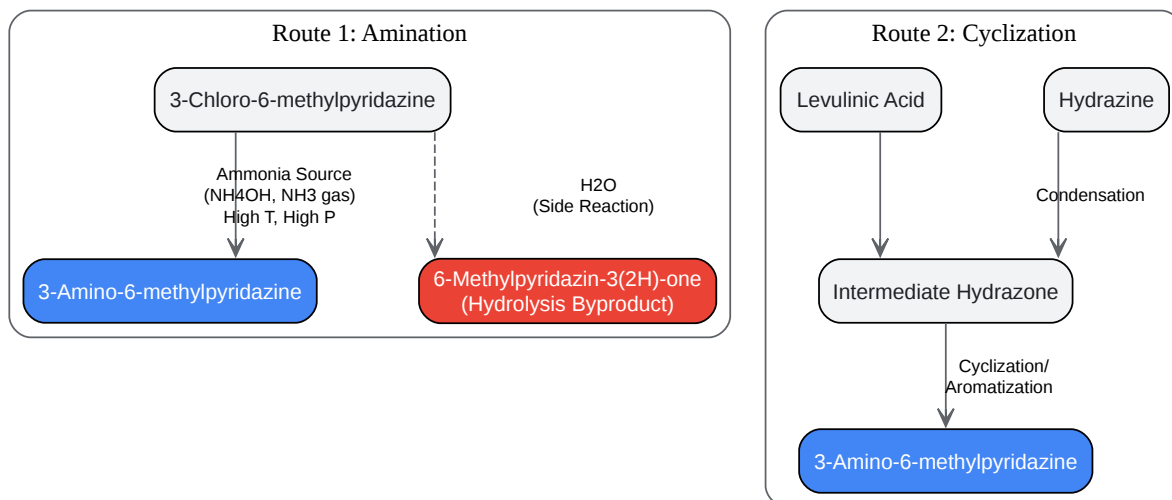 Route 1: Amination
3-Chloro-6-methylpyridazine
Ammonia Source
(NH4OH, NH3 gas)
High T, High P
H2O
(Side Reaction)
3-Amino-6-methylpyridazine
6-Methylpyridazin-3(2H)-one
(Hydrolysis Byproduct)
Route 2: Cyclization
Levulinic Acid
Hydrazine
Condensation
Intermediate Hydrazone
Cyclization/
Aromatization
3-Amino-6-methylpyridazine